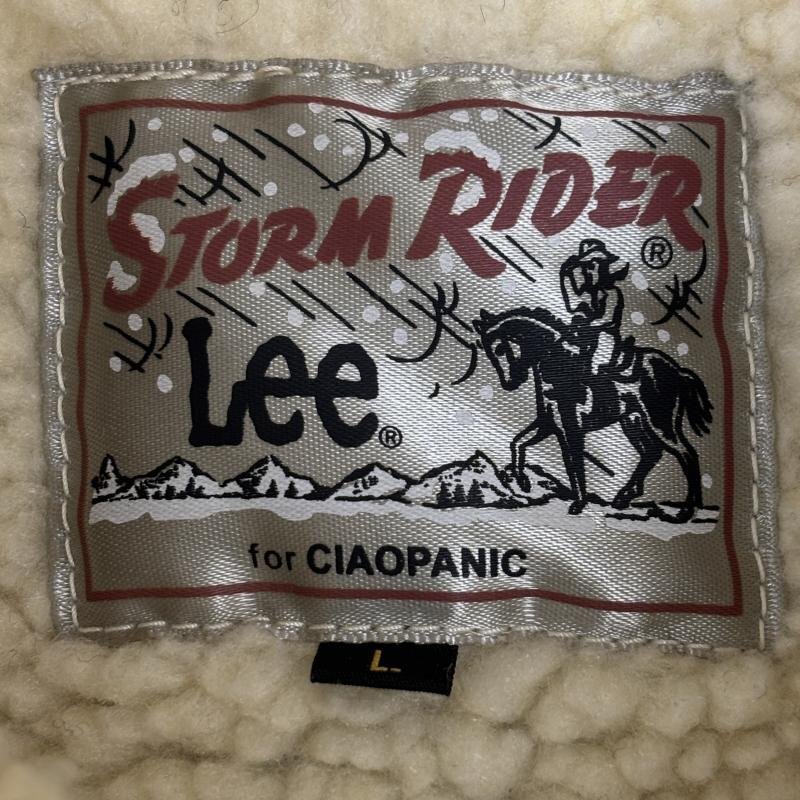 STORM RIDER®
Lee®
for CIAOPANIC
L